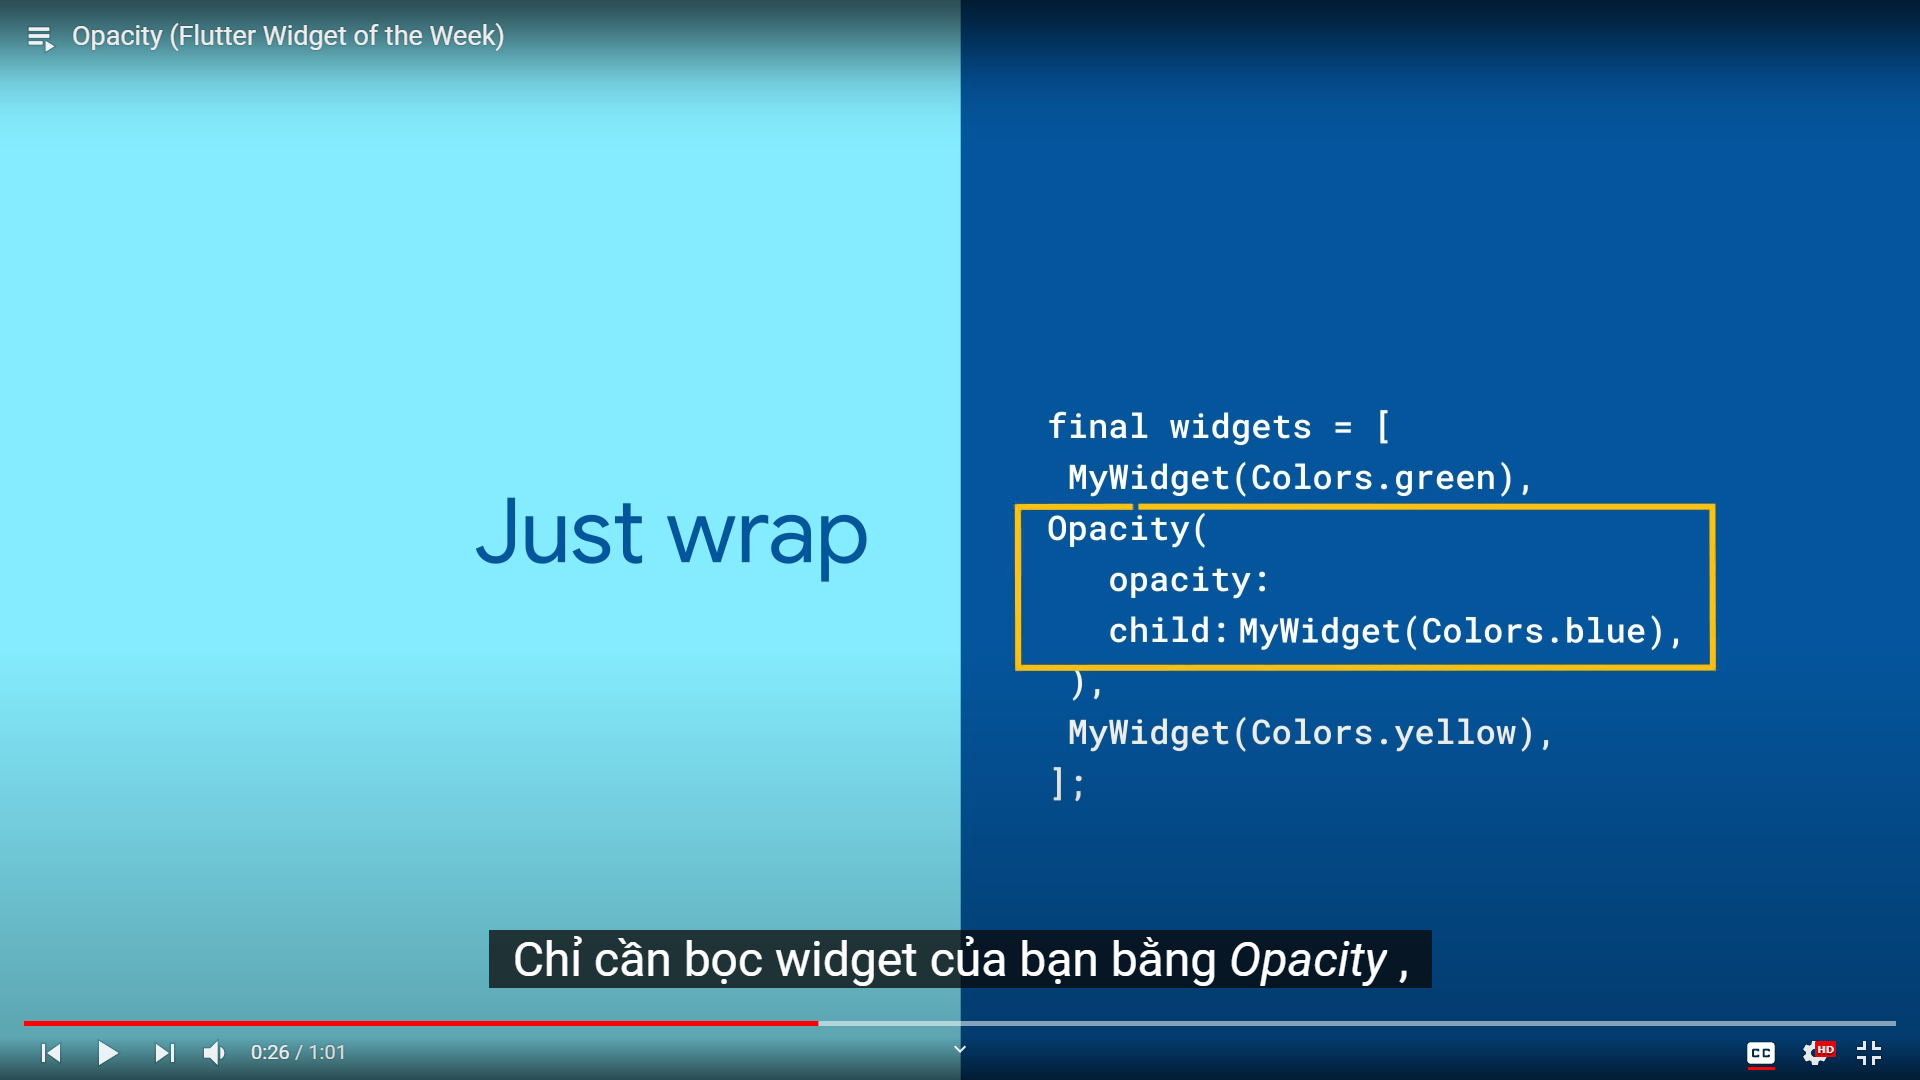 Opacity (Flutter Widget of the Week)
Just wrap
final widgets = [
MyWidget(Colors.green),
Opacity(
opacity:
child: MyWidget(Colors.blue),
),
MyWidget(Colors.yellow),
];
Chỉ cần bọc widget của bạn bằng Opacity ,
0:26 / 1:01
CC
HD